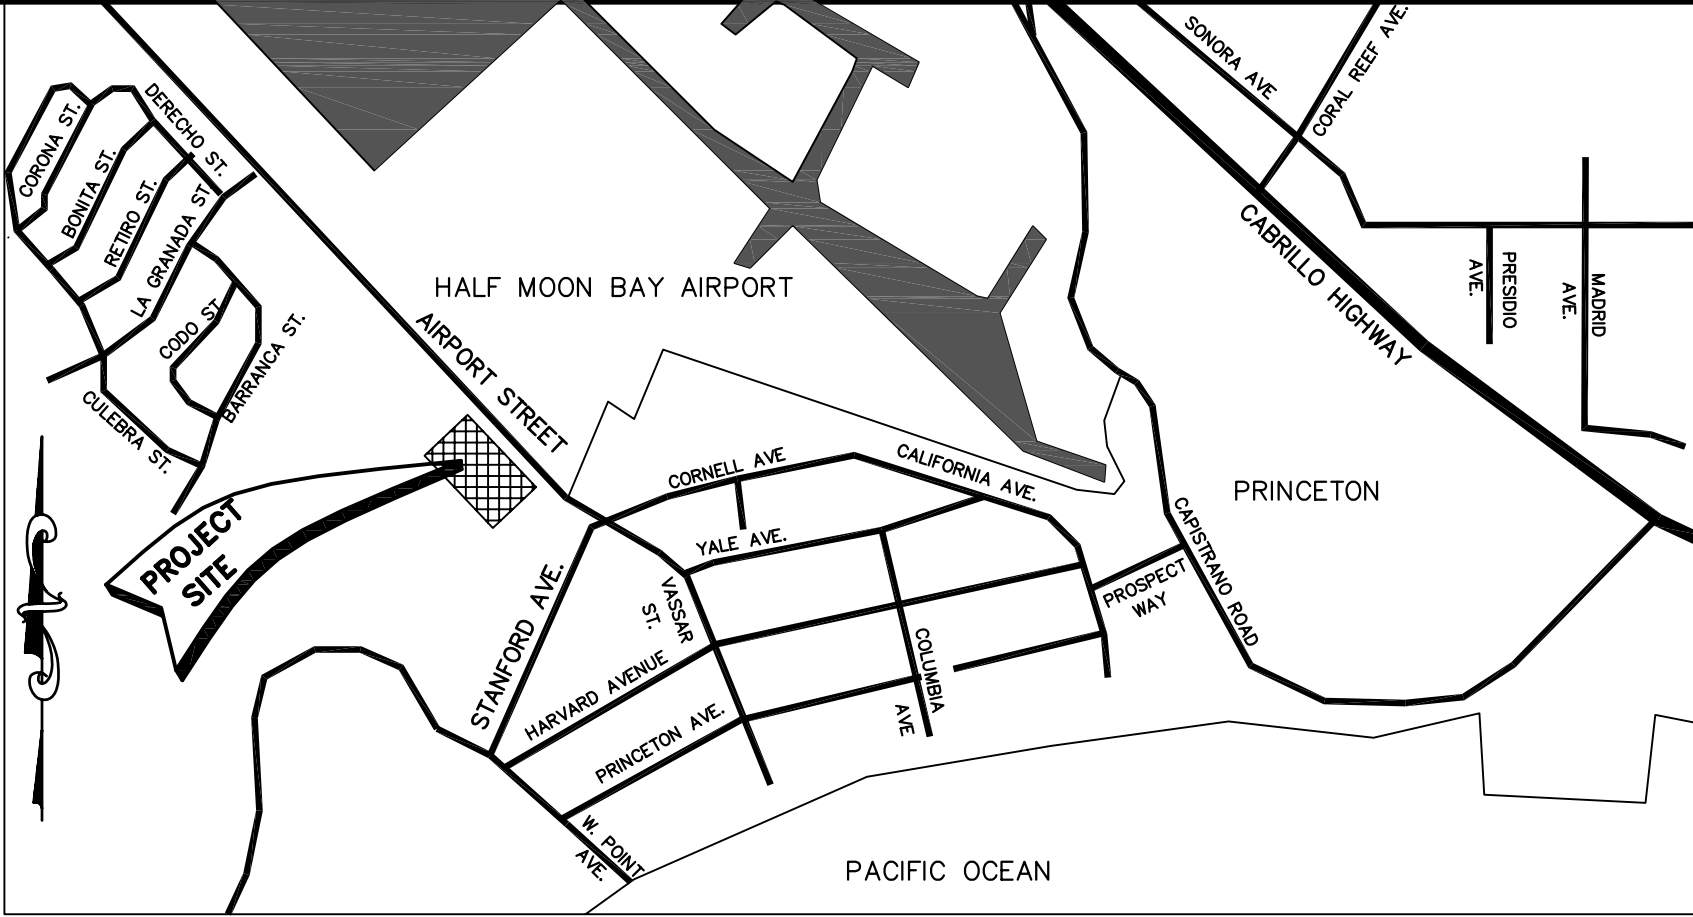 SONORA AVE
CORAL REEF AVE.
DERECHO ST.
CORONA ST.
BONITA ST.
RETIRO ST.
LA GRANADA ST
CODO ST
BARRANCA ST.
CULEBRA ST.
HALF MOON BAY AIRPORT
AIRPORT STREET
CABRILLO HIGHWAY
PRESIDIO
AVE.
MADRID
AVE.
CORNELL AVE
CALIFORNIA AVE.
PRINCETON
YALE AVE.
CAPISTRANO ROAD
PROJECT
SITE
PROSPECT
WAY
STANFORD AVE.
VASSAR
ST.
HARVARD AVENUE
COLUMBIA
AVE
PRINCETON AVE.
W. POINT
AVE.
PACIFIC OCEAN